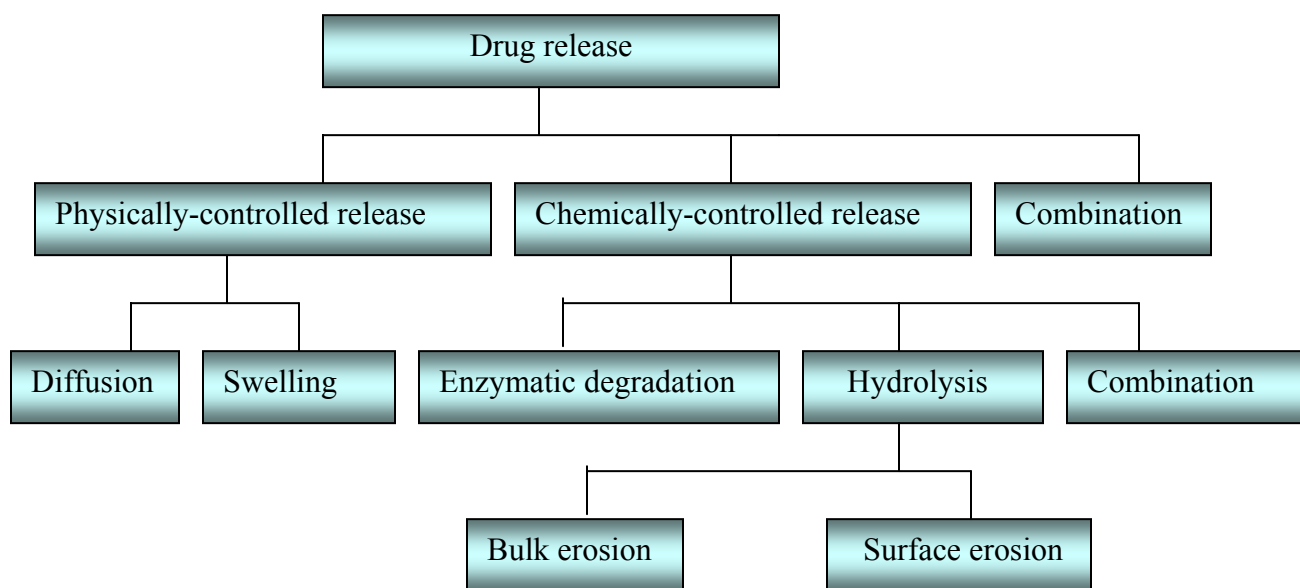 Drug release
Physically-controlled release
Chemically-controlled release
Combination
Diffusion
Swelling
Enzymatic degradation
Hydrolysis
Combination
Bulk erosion
Surface erosion